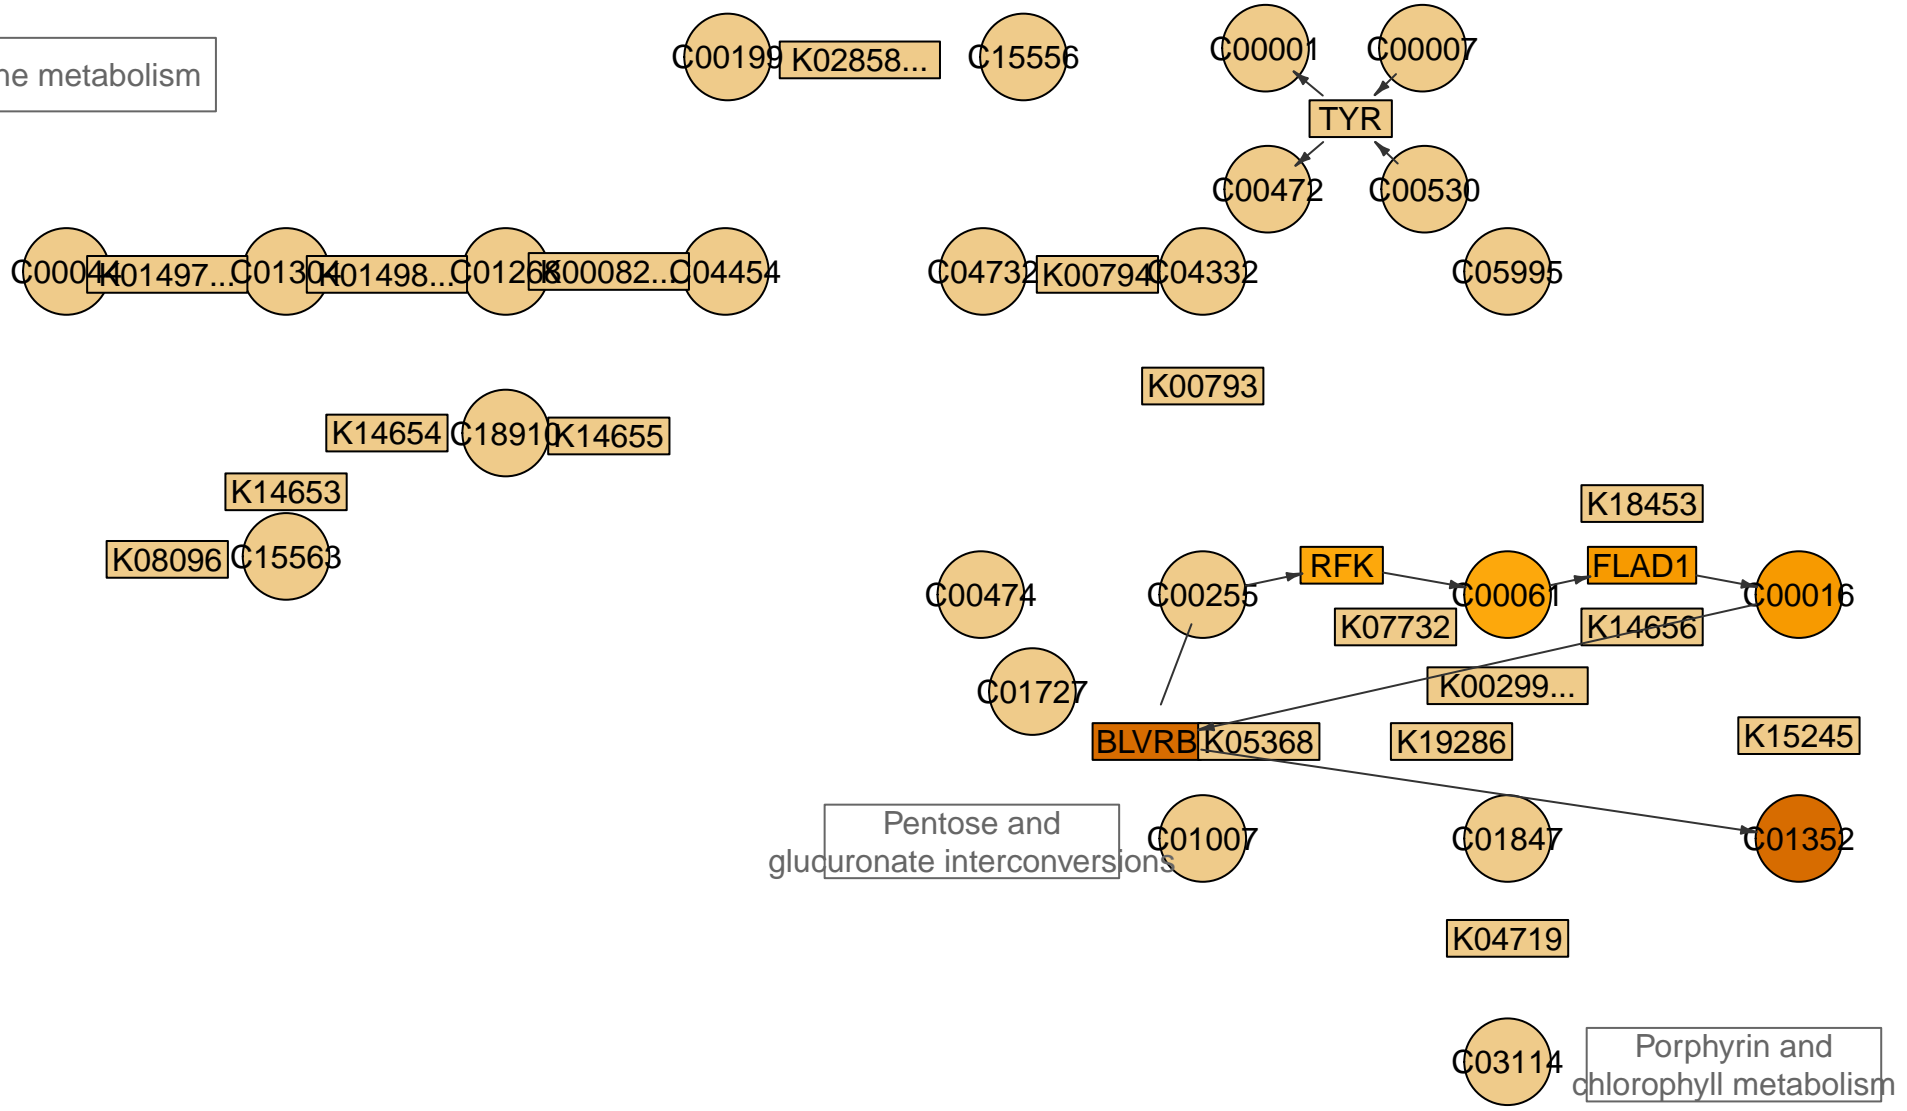 ne metabolism
C00199
K02858...
C15556
C00001
C00007
TYR
C00472
C00530
C00044
K01497...
C01304
K01498...
C01268
K00082...
C04454
C04732
K00794
C04332
C05995
K00793
K14654
C18910
K14655
K14653
K08096
C15563
K18453
C00474
C00255
RFK
C00061
FLAD1
C00016
K07732
K14656
C01727
K00299...
BLVRB
K05368
K19286
K15245
Pentose and
glucuronate interconversions
C01007
C01847
C01352
K04719
C03114
Porphyrin and
chlorophyll metabolism